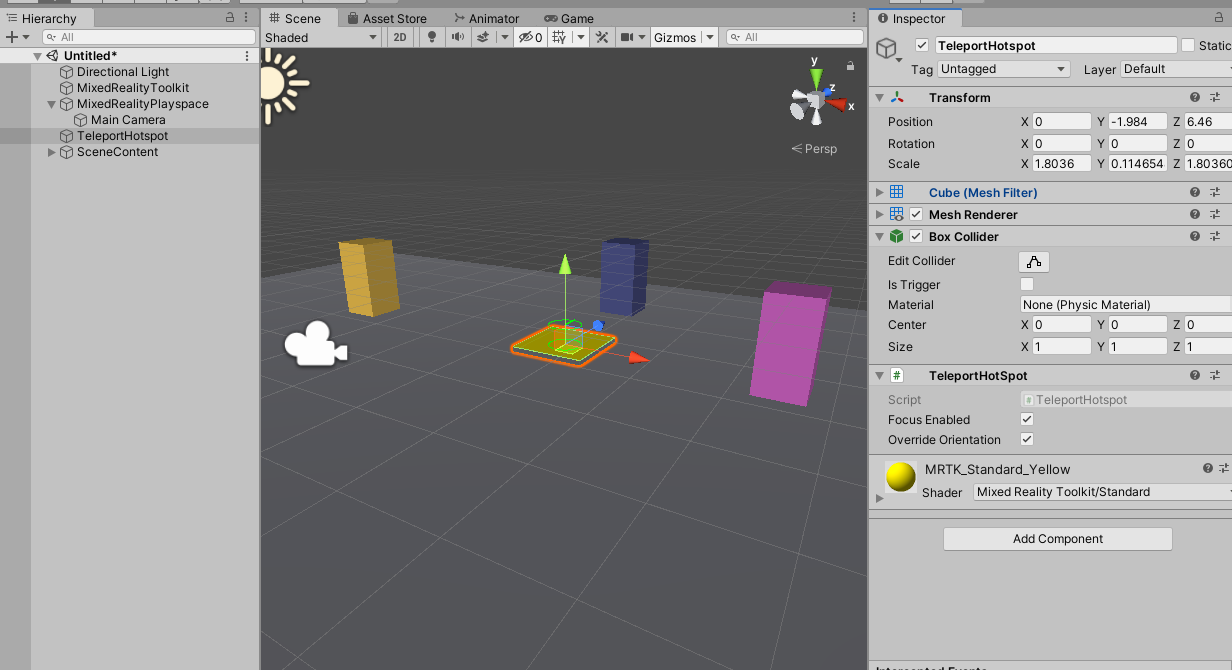 Hierarchy
All
Untitled*
Directional Light
MixedRealityToolkit
MixedRealityPlayspace
Main Camera
TeleportHotspot
SceneContent
Scene Asset Store Animator Game
Shaded 2D 0 Gizmos All
y
z
x
Persp
Inspector
TeleportHotspot Static
Tag Untagged Layer Default
Transform
Position X 0 Y -1.984 Z 6.46
Rotation X 0 Y 0 Z 0
Scale X 1.8036 Y 0.114654 Z 1.80360
Cube (Mesh Filter)
Mesh Renderer
Box Collider
Edit Collider
Is Trigger
Material None (Physic Material)
Center X 0 Y 0 Z 0
Size X 1 Y 1 Z 1
# TeleportHotSpot
Script TeleportHotspot
Focus Enabled
Override Orientation
MRTK_Standard_Yellow
Shader Mixed Reality Toolkit/Standard
Add Component